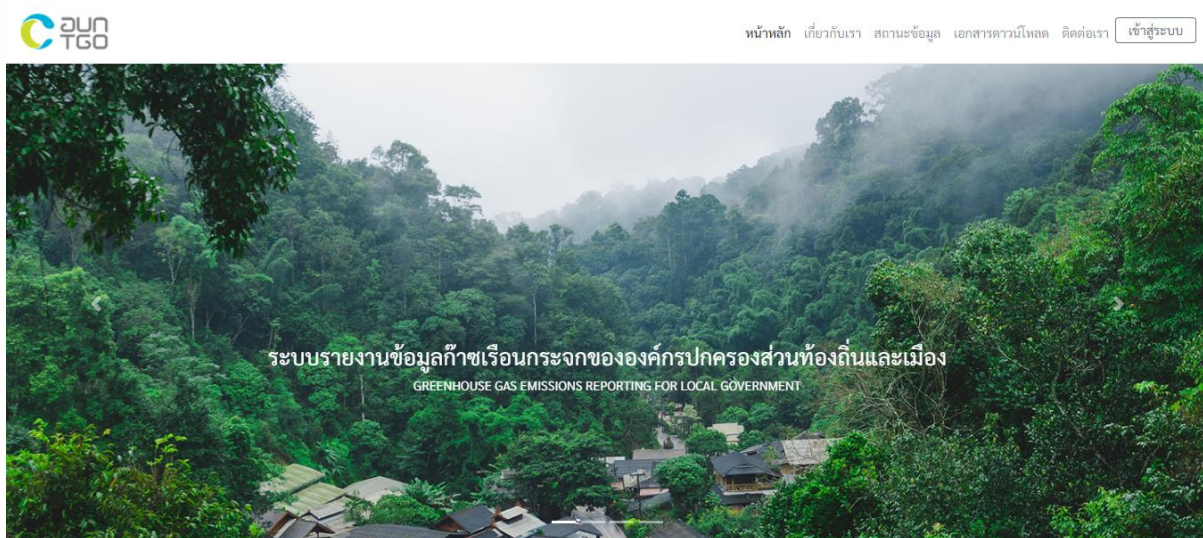 อบก
TGO
หน้าหลัก เกี่ยวกับเรา สถานะข้อมูล เอกสารดาวน์โหลด ติดต่อเรา เข้าสู่ระบบ
ระบบรายงานข้อมูลก๊าซเรือนกระจกขององค์กรปกครองส่วนท้องถิ่นและเมือง
GREENHOUSE GAS EMISSIONS REPORTING FOR LOCAL GOVERNMENT